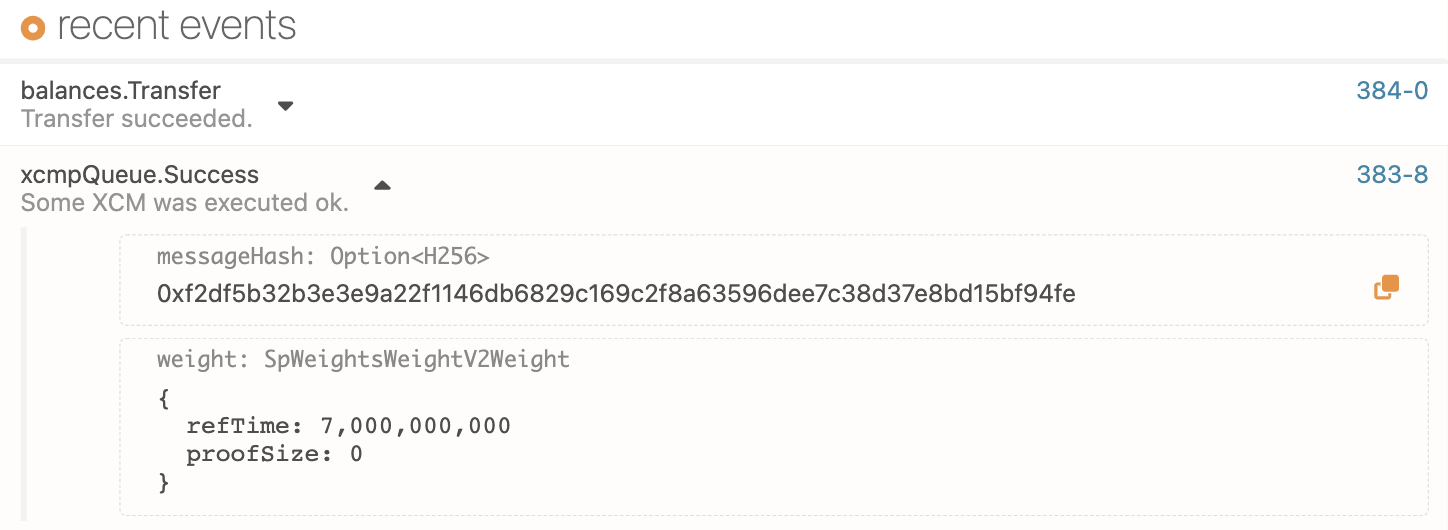 recent events
balances.Transfer
384-0
Transfer succeeded.
xcmpQueue.Success
383-8
Some XCM was executed ok.
messageHash: Option<H256>
0xf2df5b32b3e3e9a22f1146db6829c169c2f8a63596dee7c38d37e8bd15bf94fe
weight: SpWeightsWeightV2Weight
{
refTime: 7,000,000,000
proofSize: 0
}